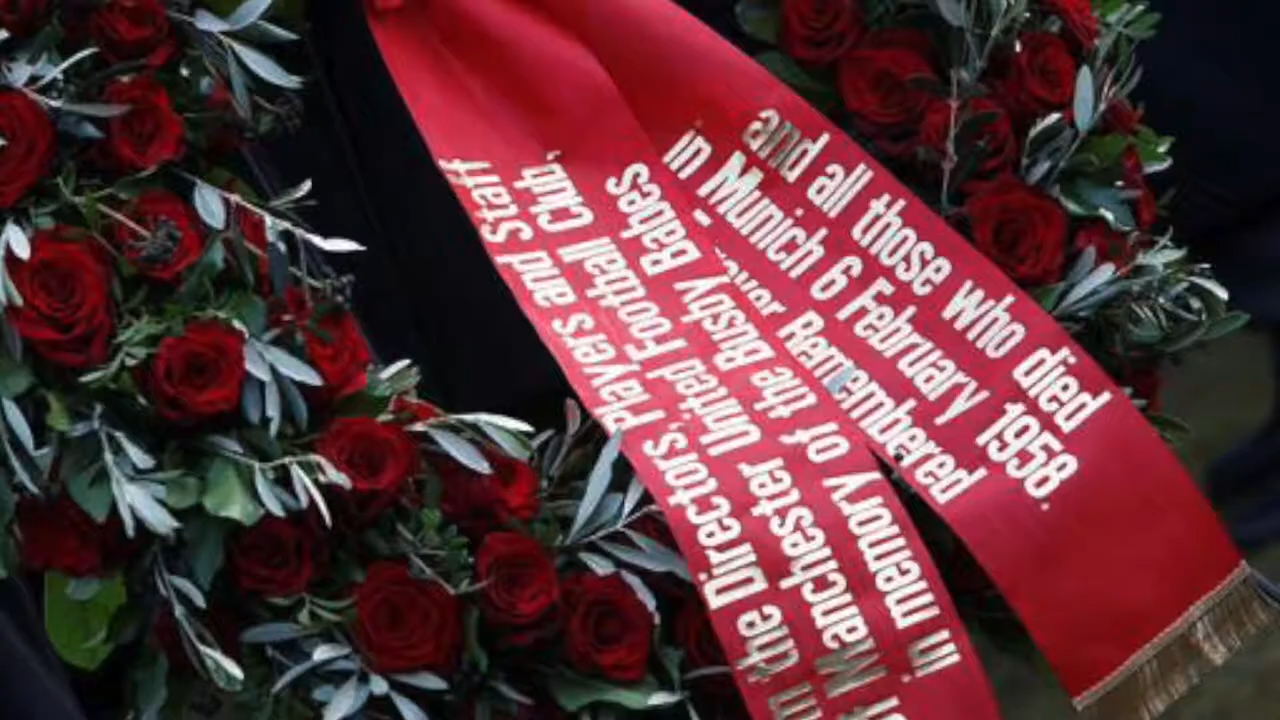 the Directors, Players and Staff
Manchester United Football Club,
in memory of the Busby Babes
and all those who died
in Munich 6 February 1958.
Remembered